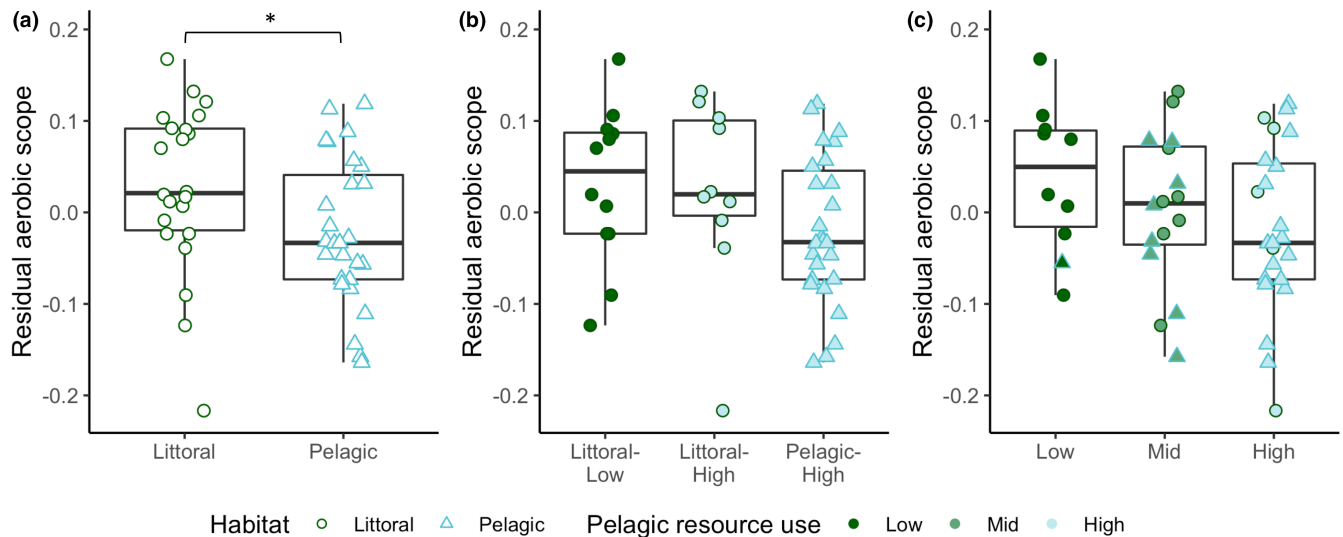 (a)
*
Residual aerobic scope
0.2
0.1
0.0
-0.1
-0.2
Littoral
Pelagic
(b)
Residual aerobic scope
0.2
0.1
0.0
-0.1
-0.2
Littoral-
Low
Littoral-
High
Pelagic-
High
(c)
Residual aerobic scope
0.2
0.1
0.0
-0.1
-0.2
Low
Mid
High
Habitat Littoral Pelagic Pelagic resource use Low Mid High